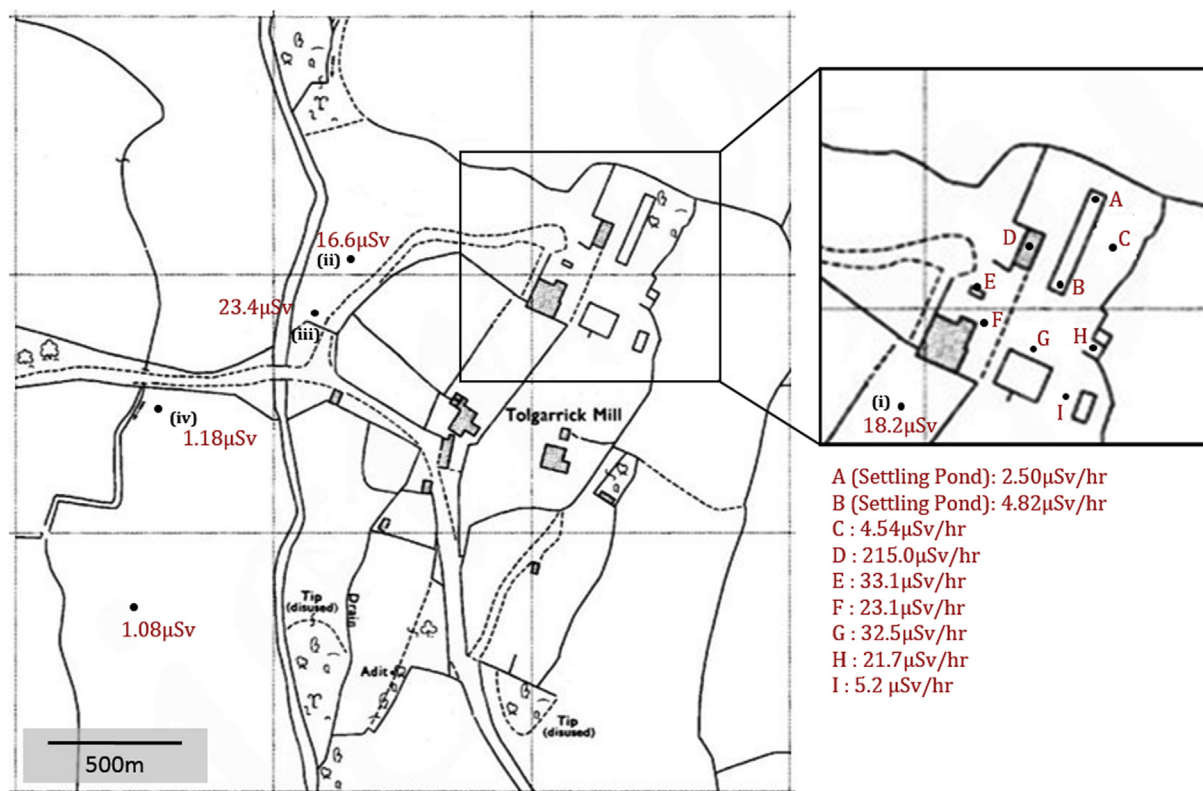 16.6µSv
(ii)
23.4µSv
(iii)
(iv)
1.18µSv
Tolgarrick Mill
1.08µSv
Tip
(disused)
Drain
Adit
Tip
(disused)
500m
A
D
C
E
B
F
G
H
(i)
I
18.2µSv
A (Settling Pond): 2.50µSv/hr
B (Settling Pond): 4.82µSv/hr
C : 4.54µSv/hr
D : 215.0µSv/hr
E : 33.1µSv/hr
F : 23.1µSv/hr
G : 32.5µSv/hr
H : 21.7µSv/hr
I : 5.2 µSv/hr